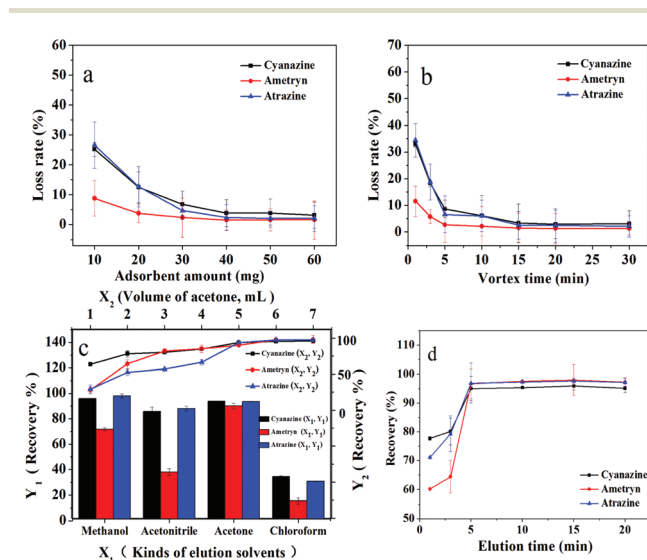 a
Cyanazine
Ametryn
Atrazine
Loss rate (%)
60
50
40
30
20
10
0
10 20 30 40 50 60
Adsorbent amount (mg)
b
Cyanazine
Ametryn
Atrazine
Loss rate (%)
70
60
50
40
30
20
10
0
0 5 10 15 20 25 30
Vortex time (min)
X2 (Volume of acetone, mL)
1 2 3 4 5 6 7
c
Cyanazine (X2, Y2)
Ametryn (X2, Y2)
Atrazine (X2, Y2)
Cyanazine (X1, Y1)
Ametryn (X1, Y1)
Atrazine (X1, Y1)
Y1 ( Recovery % )
140
120
100
80
60
40
20
0
100
50
0
Y2 ( Recovery % )
Methanol Acetonitrile Acetone Chloroform
X1 ( Kinds of elution solvents )
d
Cyanazine
Ametryn
Atrazine
Recovery (%)
110
100
90
80
70
60
50
0 5 10 15 20
Elution time (min)